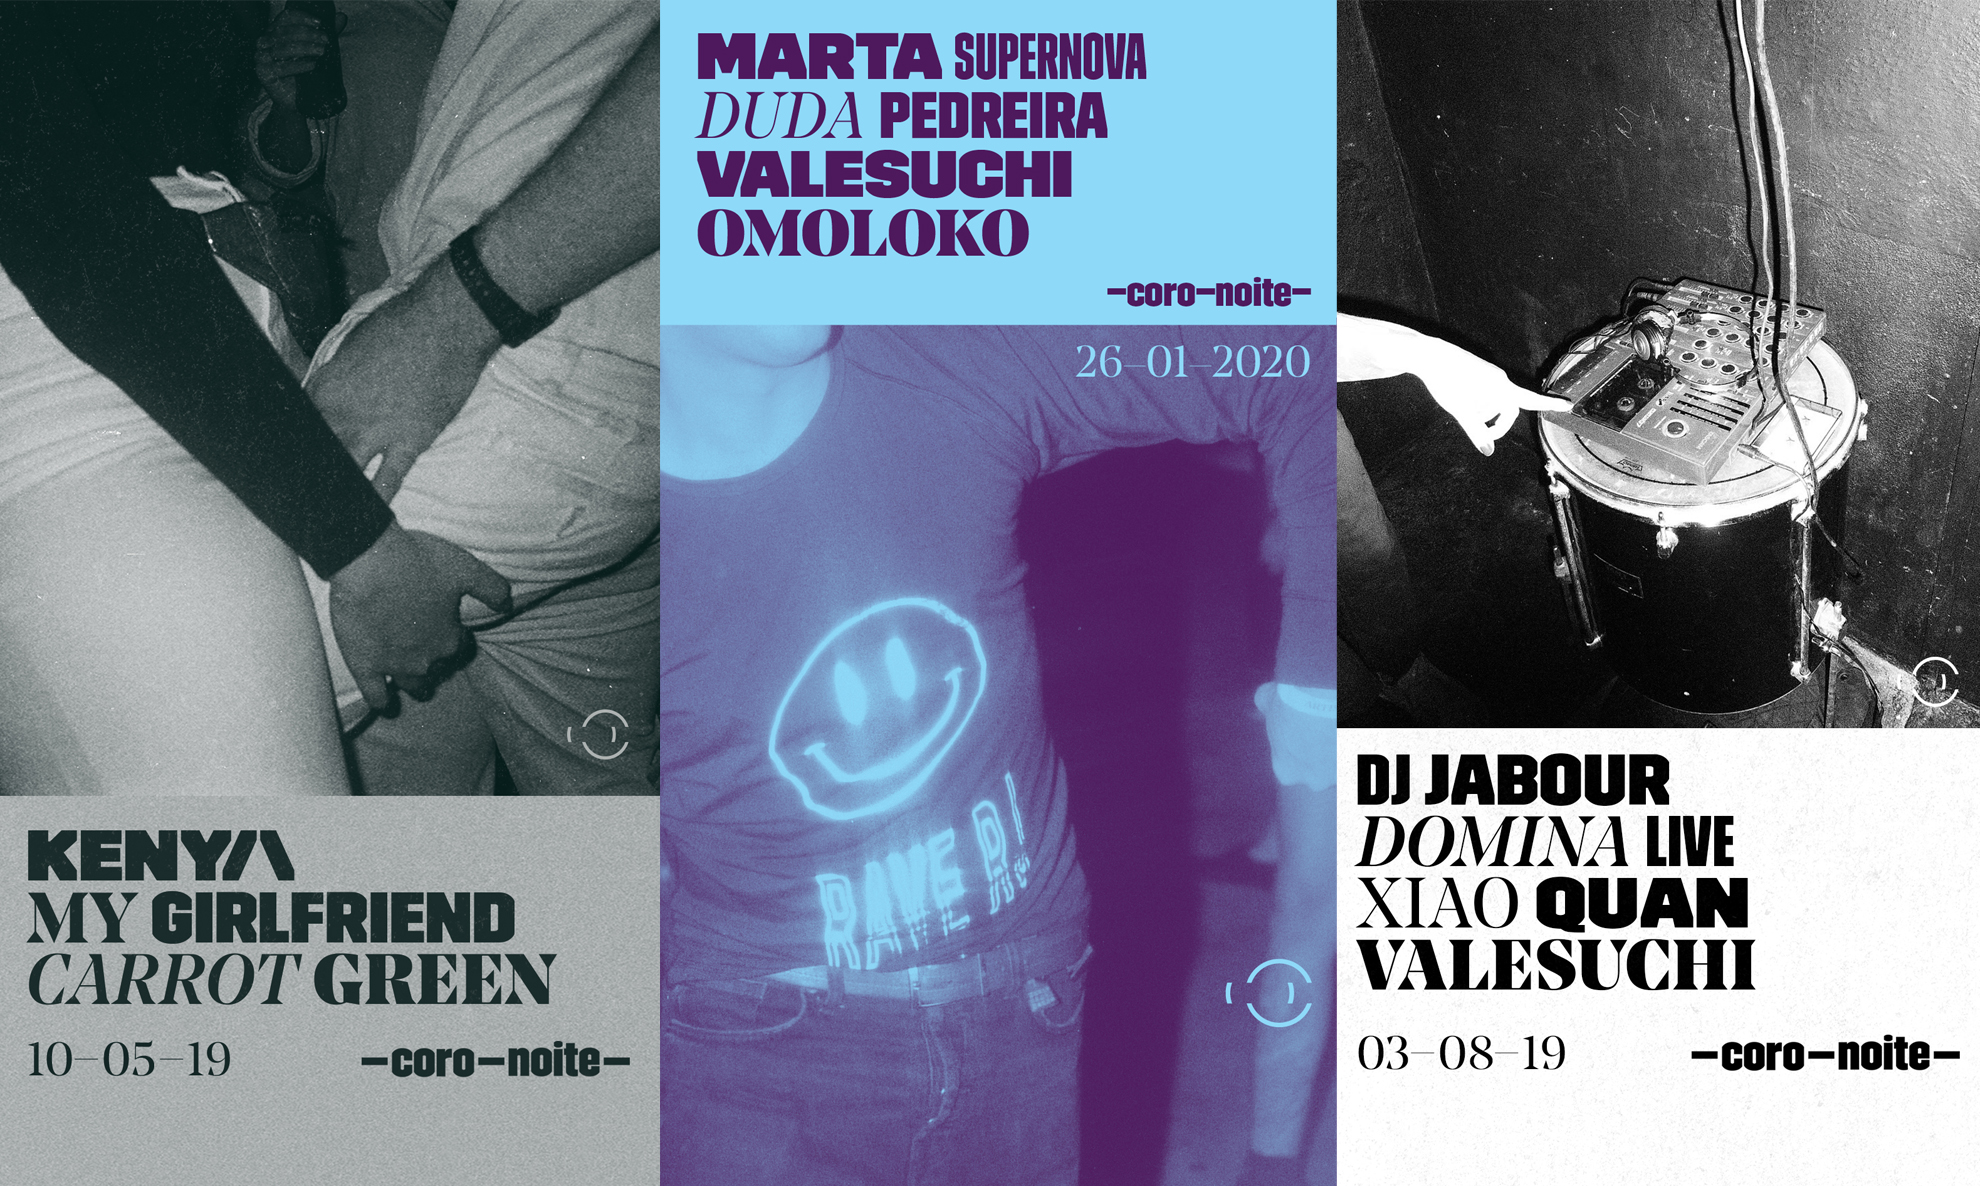 KENYA
MY GIRLFRIEND
CARROT GREEN
10–05–19
–coro–noite–
MARTA SUPERNOVA
DUDA PEDREIRA
VALESUCHI
OMOLOKO
–coro–noite–
26–01–2020
RAVE R!
DJ JABOUR
DOMINA LIVE
XIAO QUAN
VALESUCHI
03–08–19
–coro–noite–